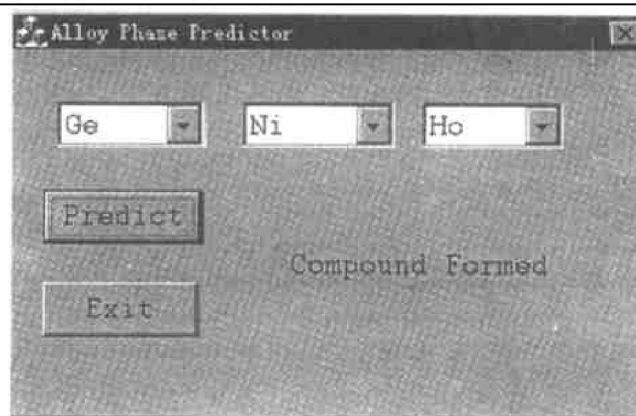 Alloy Phase Predictor
Ge Ni Ho
Predict
Compound Formed
Exit